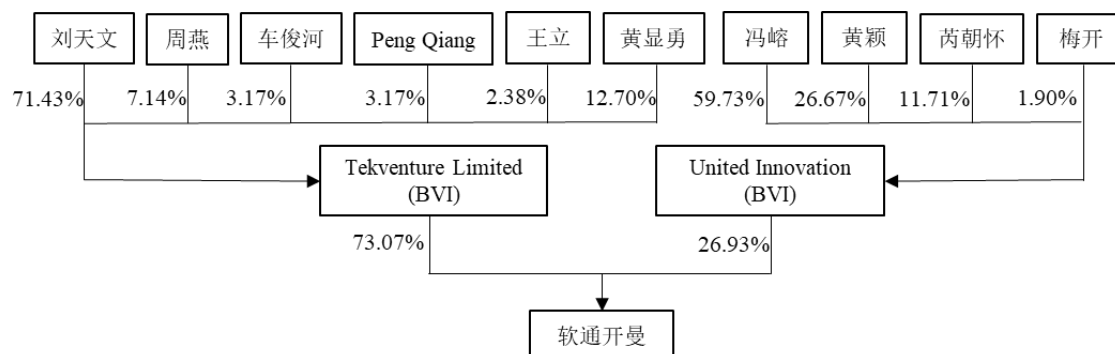 刘天文
周燕
车俊河
Peng Qiang
王立
黄显勇
冯嵱
黄颖
芮朝怀
梅开
71.43%
7.14%
3.17%
3.17%
2.38%
12.70%
59.73%
26.67%
11.71%
1.90%
Tekventure Limited
(BVI)
United Innovation
(BVI)
73.07%
26.93%
软通开曼